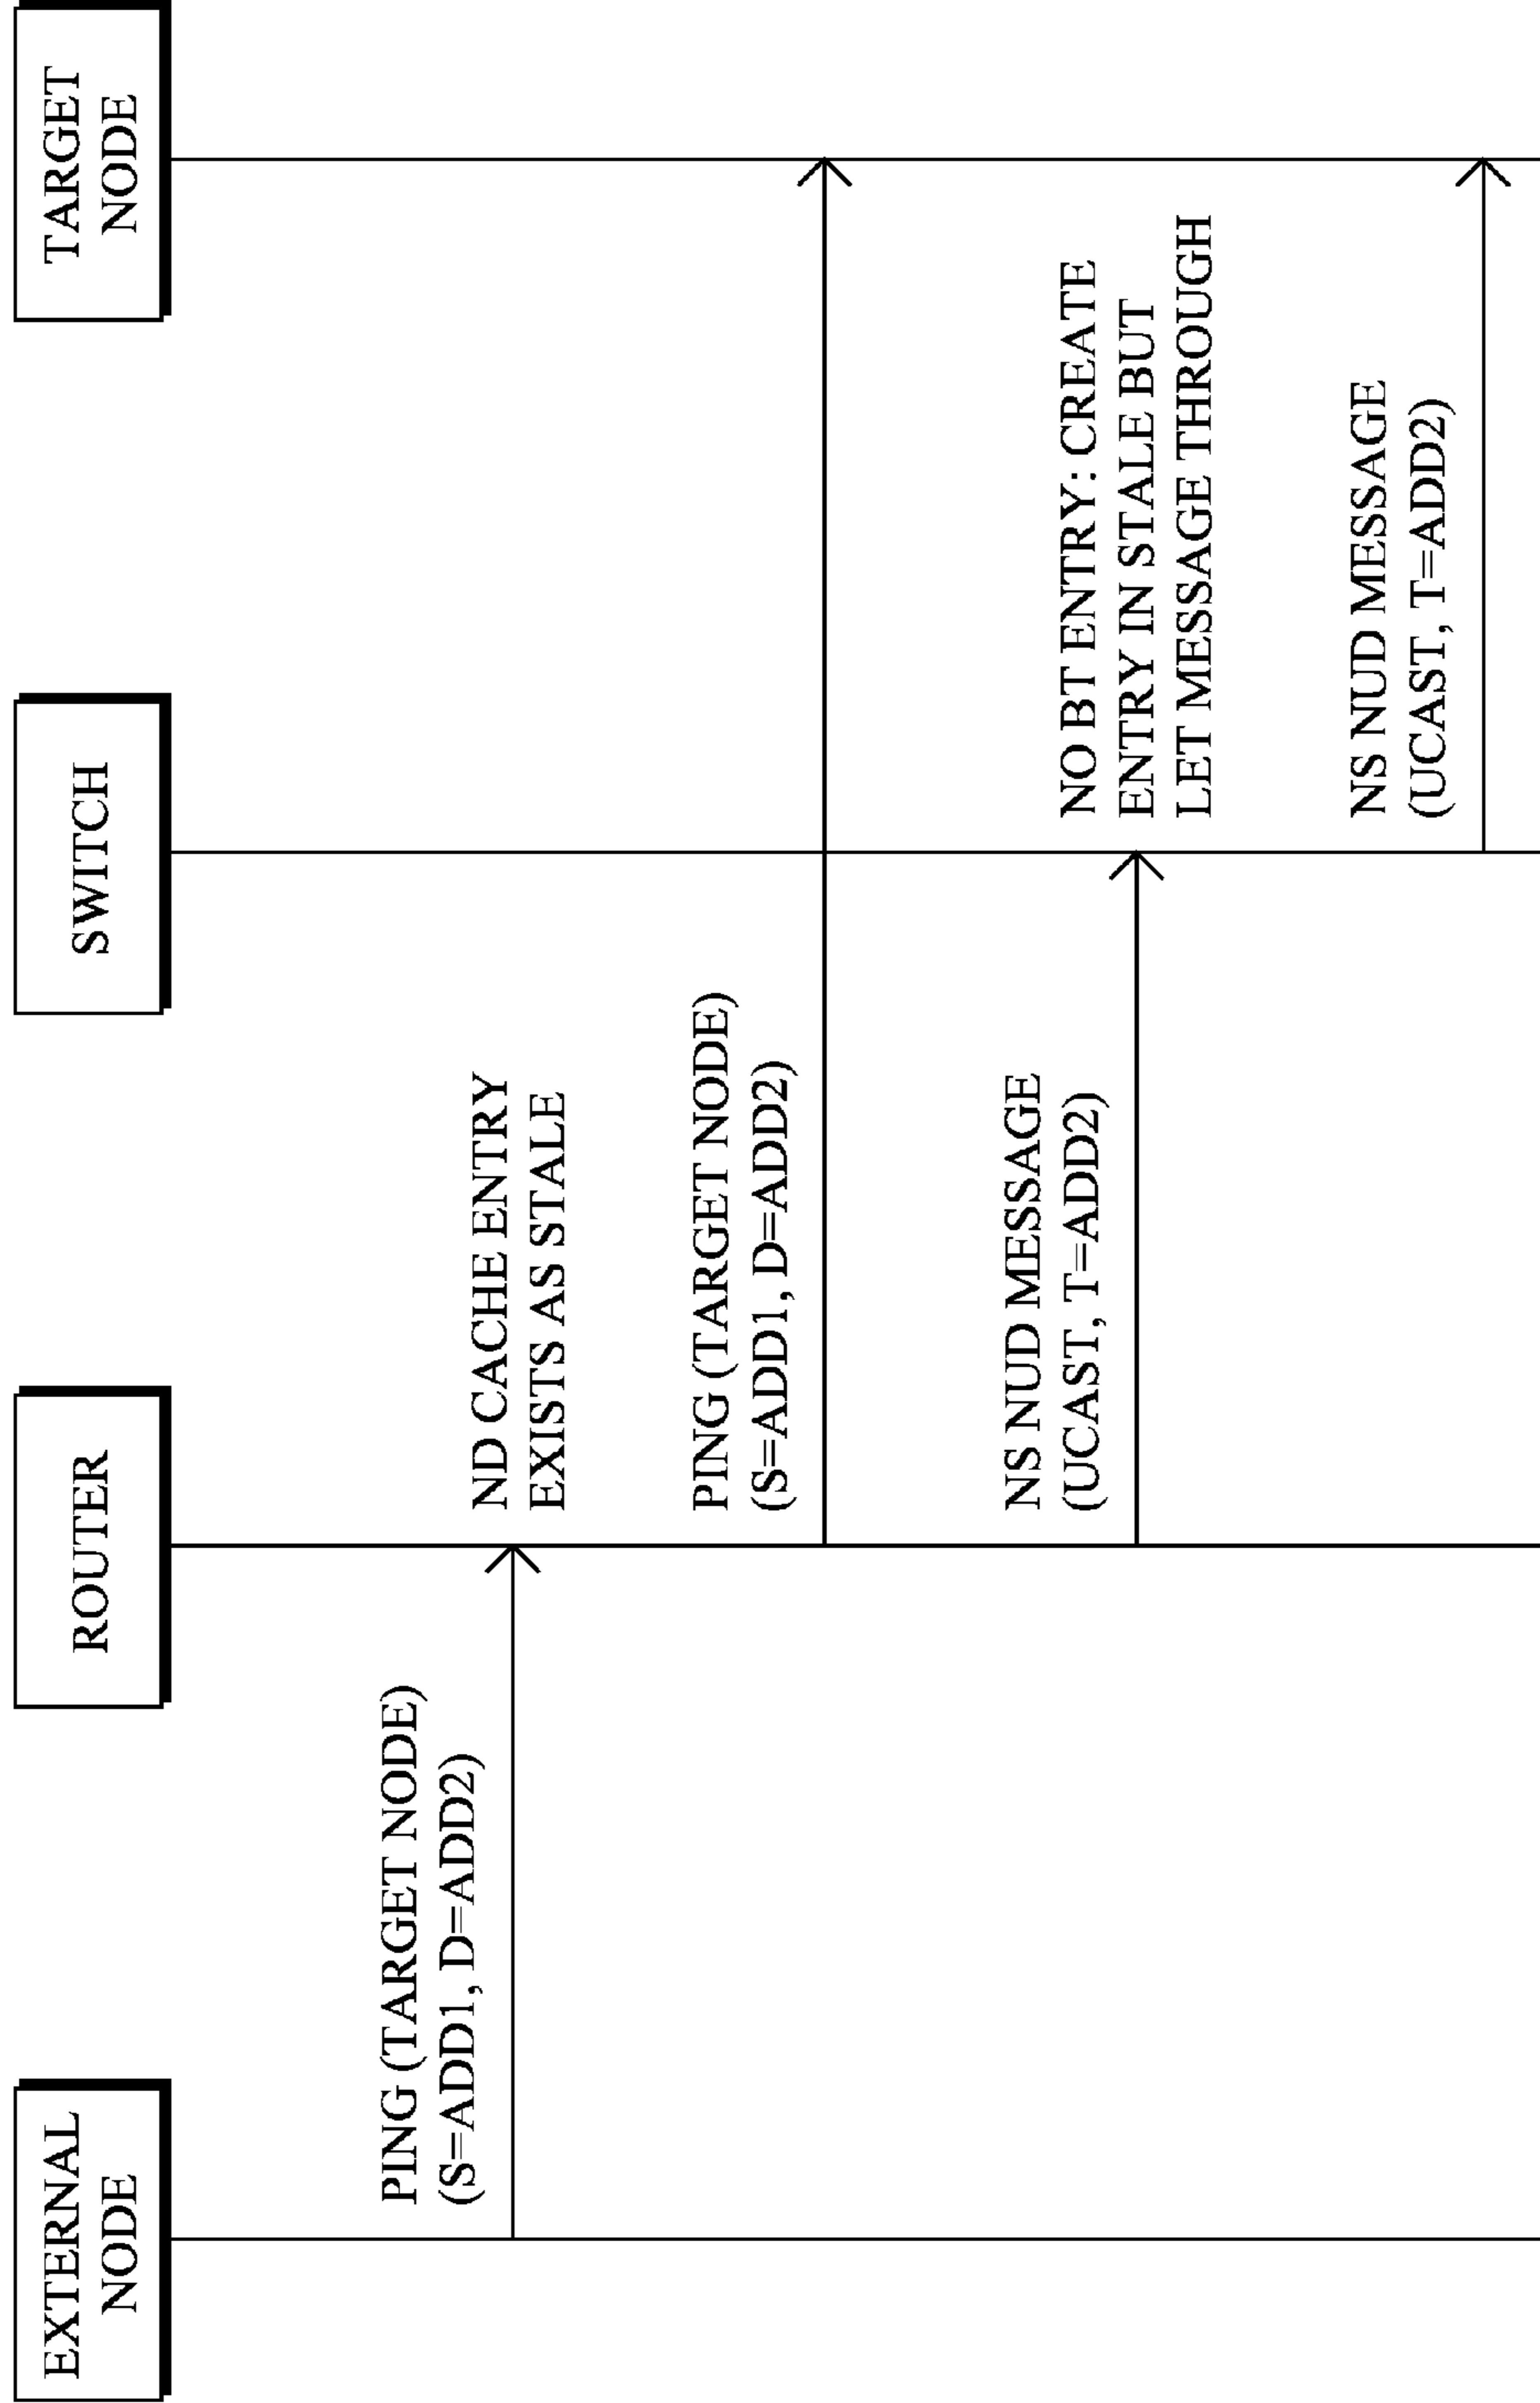 EXTERNAL
NODE
ROUTER
SWITCH
TARGET
NODE
PING (TARGET NODE)
(S=ADD1, D=ADD2)
ND CACHE ENTRY
EXISTS AS STALE
PING (TARGET NODE)
(S=ADD1, D=ADD2)
NS NUD MESSAGE
(UCAST, T=ADD2)
NO BT ENTRY: CREATE
ENTRY IN STALE BUT
LET MESSAGE THROUGH
NS NUD MESSAGE
(UCAST, T=ADD2)